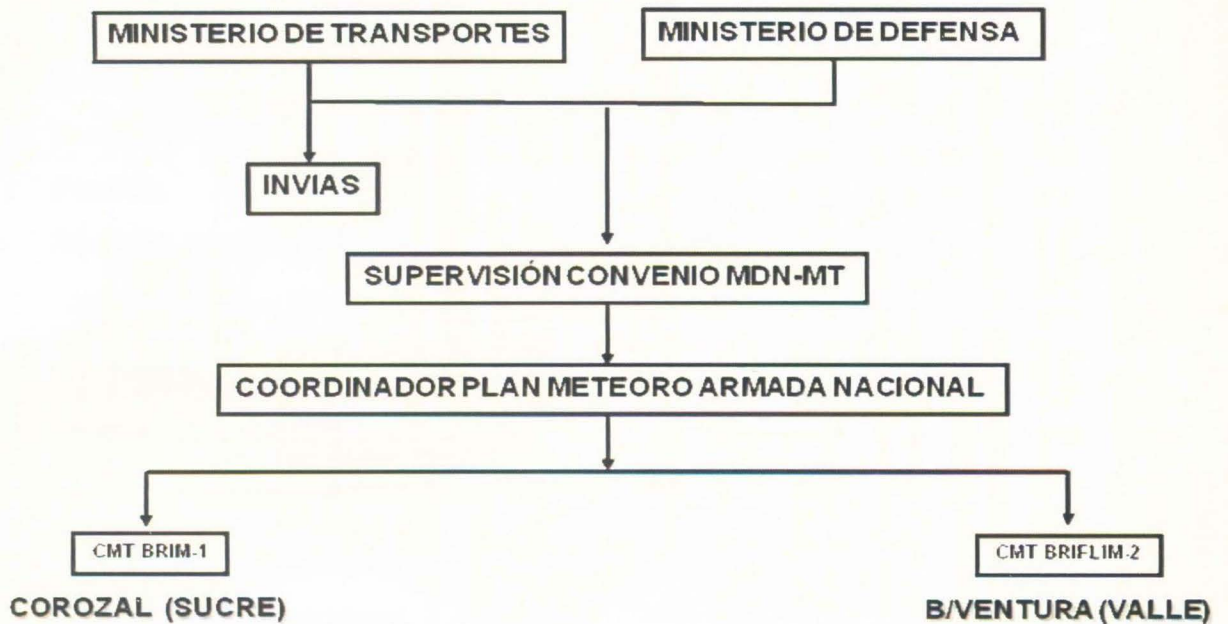 MINISTERIO DE TRANSPORTES
MINISTERIO DE DEFENSA
INVIAS
SUPERVISIÓN CONVENIO MDN-MT
COORDINADOR PLAN METEORO ARMADA NACIONAL
CMT BRIM-1
CMT BRIFLIM-2
COROZAL (SUCRE)
B/VENTURA (VALLE)